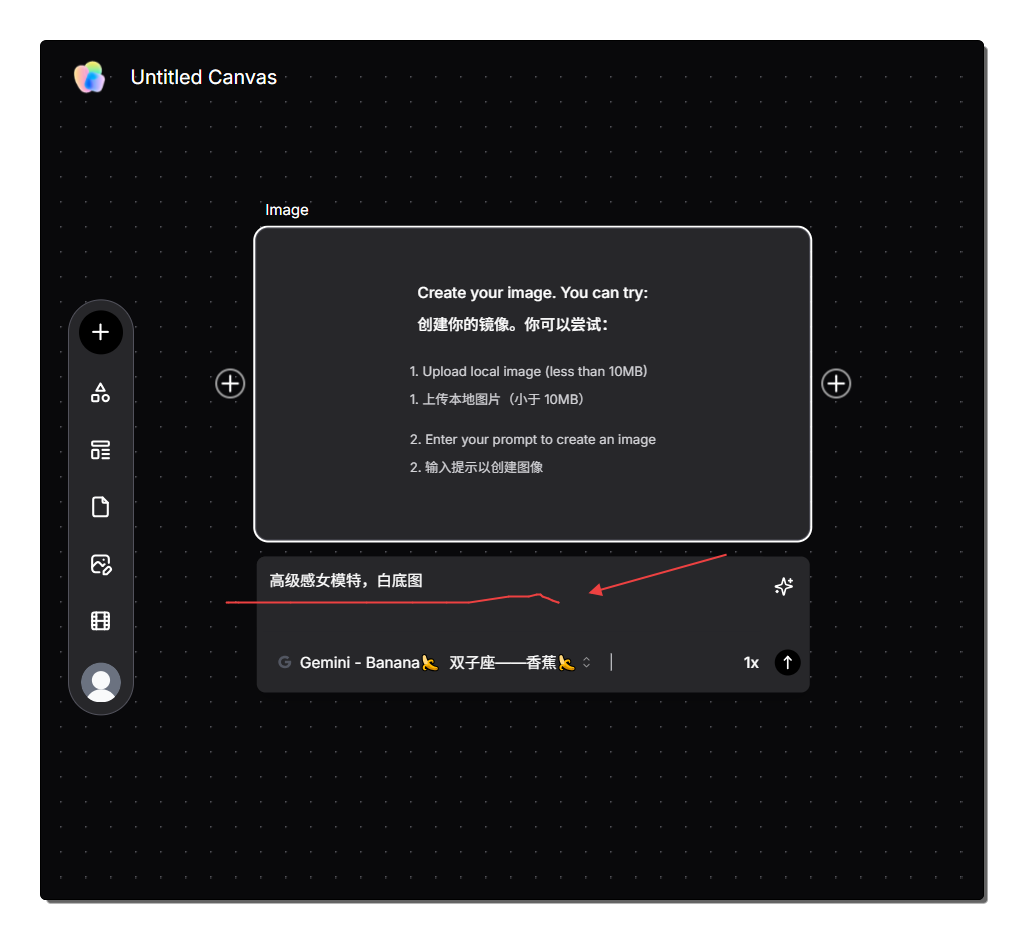 Untitled Canvas
Image
Create your image. You can try:
创建你的镜像。你可以尝试：
1. Upload local image (less than 10MB)
1. 上传本地图片（小于 10MB）
2. Enter your prompt to create an image
2. 输入提示以创建图像
高级感女模特，白底图
G Gemini - Banana🍌 双子座——香蕉🍌 1x